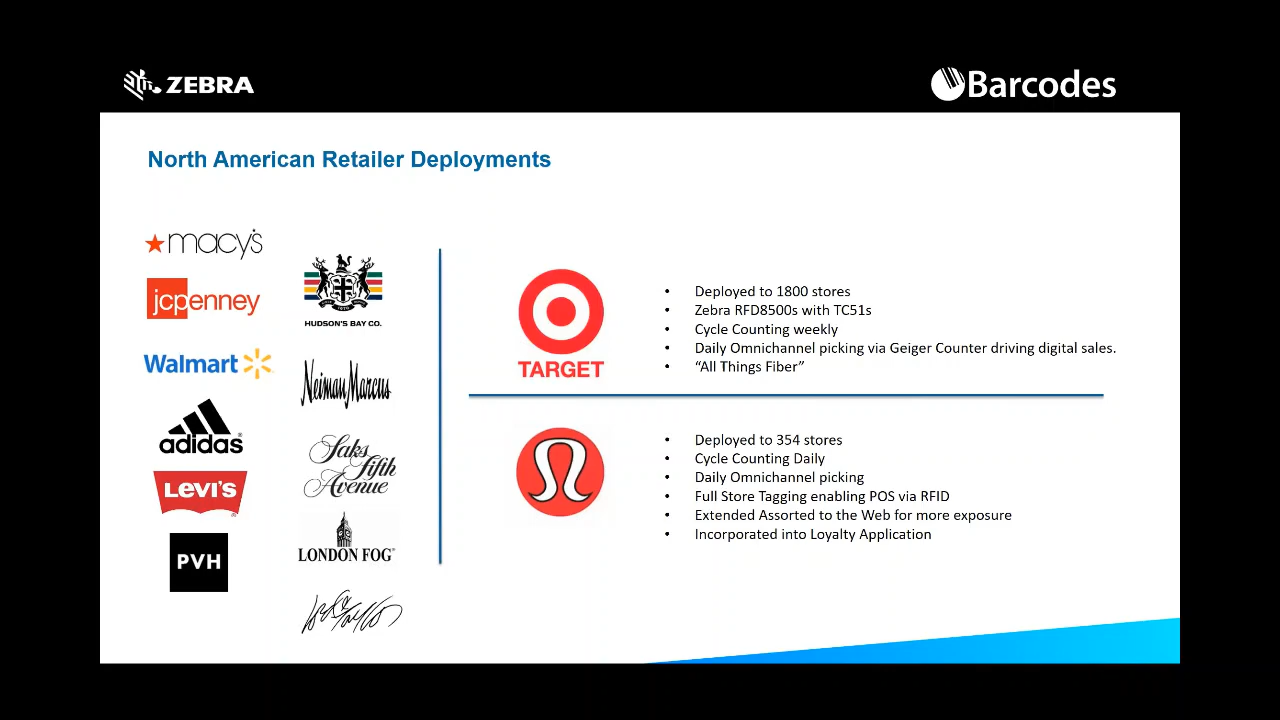 ZEBRA
Barcodes
North American Retailer Deployments
macy's
jcpenney
Walmart
adidas
LEVI'S
PVH
HUDSON'S BAY CO.
Neiman Marcus
Saks
Fifth
Avenue
LONDON FOG
Lord & Taylor
TARGET
• Deployed to 1800 stores
• Zebra RFD8500s with TC51s
• Cycle Counting weekly
• Daily Omnichannel picking via Geiger Counter driving digital sales.
• “All Things Fiber”
• Deployed to 354 stores
• Cycle Counting Daily
• Daily Omnichannel picking
• Full Store Tagging enabling POS via RFID
• Extended Assorted to the Web for more exposure
• Incorporated into Loyalty Application